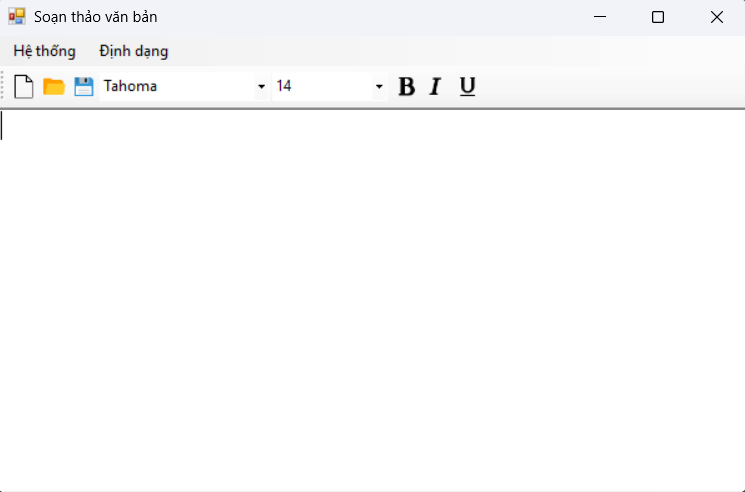 Soạn thảo văn bản
Hệ thống Định dạng
Tahoma 14 B I U